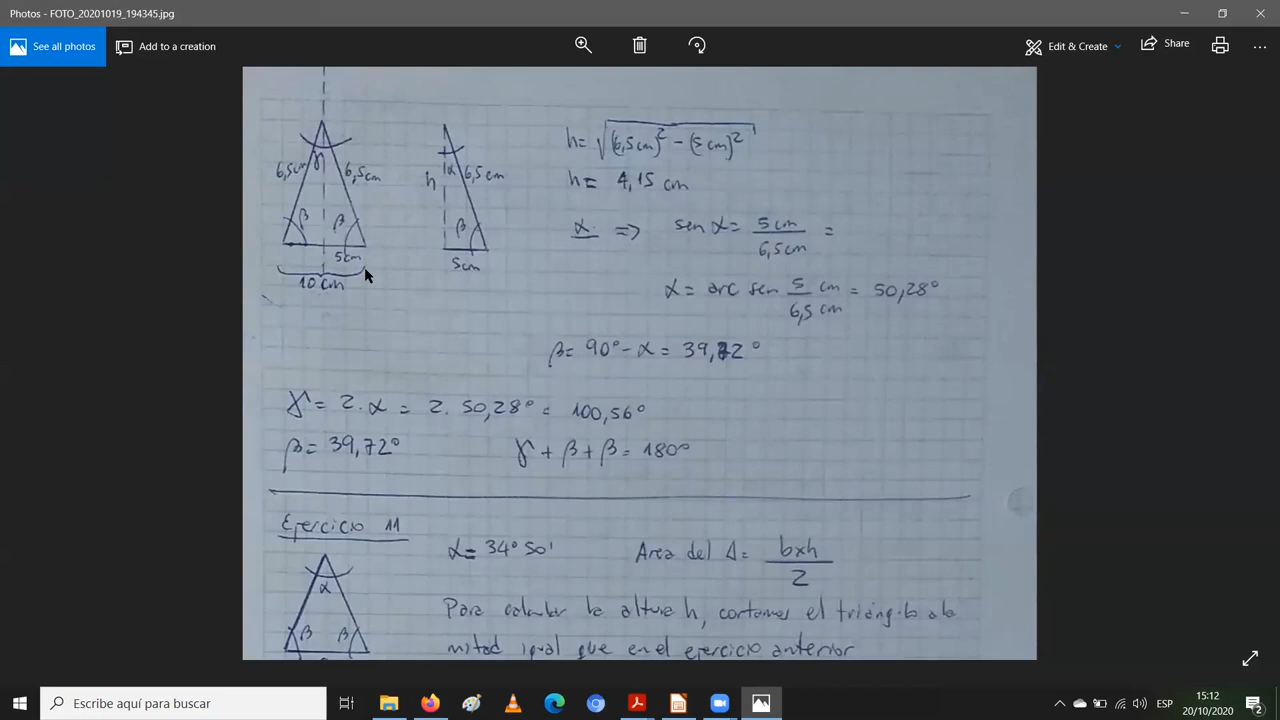 Photos - FOTO_20201019_194345.jpg
See all photos
Add to a creation
Edit & Create
Share
6,5cm
γ
6,5cm
β
β
5cm
10 cm
α
h
6,5cm
β
5cm
h= √(6,5cm)² - (5cm)²
h= 4,15 cm
α ⇒ sen α= 5cm / 6,5cm =
α= arc sen 5 cm / 6,5 cm = 50,28°
β= 90° - α = 39,72°
γ= 2.α = 2. 50,28° = 100,56°
β= 39,72°
γ + β + β = 180°
Ejercicio 11
α
β
β
α= 34° 50'
Area del Δ= bxh / 2
Para calcular la altura h, cortamos el triángulo a la
mitad igual que en el ejercicio anterior
Escribe aquí para buscar
ESP
15:12
20/10/2020
2